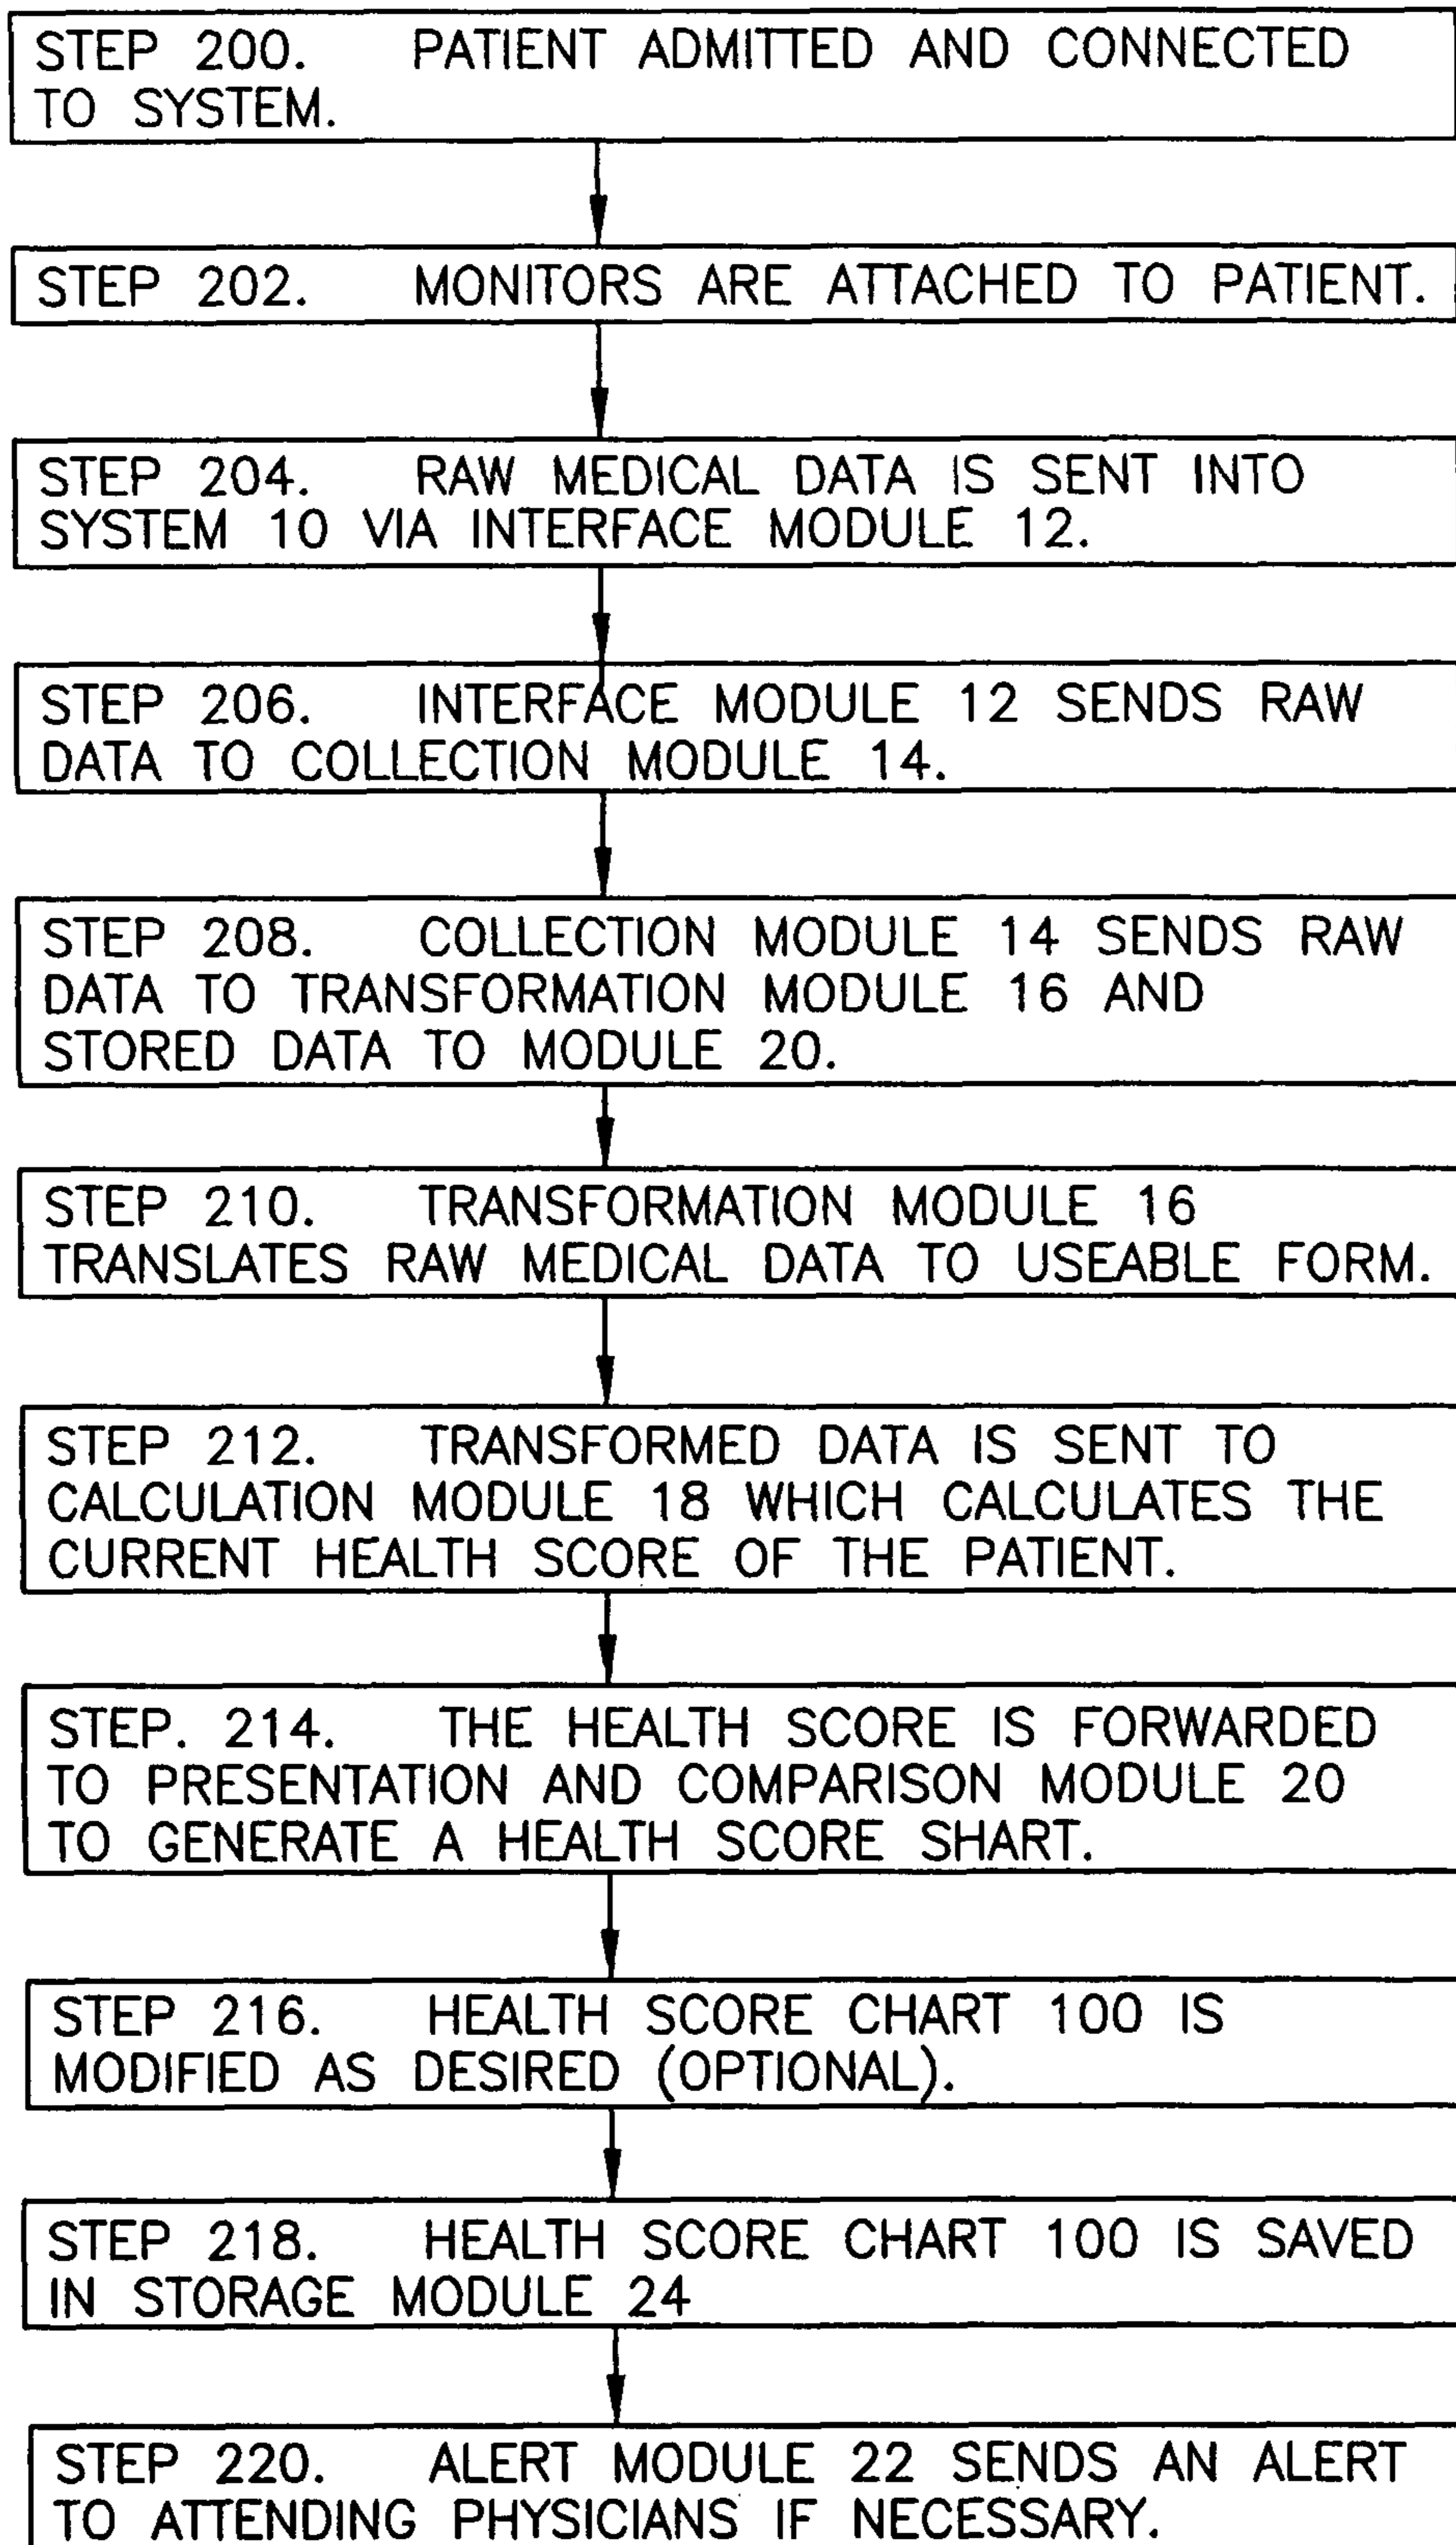 STEP 200. PATIENT ADMITTED AND CONNECTED
TO SYSTEM.
STEP 202. MONITORS ARE ATTACHED TO PATIENT.
STEP 204. RAW MEDICAL DATA IS SENT INTO
SYSTEM 10 VIA INTERFACE MODULE 12.
STEP 206. INTERFACE MODULE 12 SENDS RAW
DATA TO COLLECTION MODULE 14.
STEP 208. COLLECTION MODULE 14 SENDS RAW
DATA TO TRANSFORMATION MODULE 16 AND
STORED DATA TO MODULE 20.
STEP 210. TRANSFORMATION MODULE 16
TRANSLATES RAW MEDICAL DATA TO USEABLE FORM.
STEP 212. TRANSFORMED DATA IS SENT TO
CALCULATION MODULE 18 WHICH CALCULATES THE
CURRENT HEALTH SCORE OF THE PATIENT.
STEP. 214. THE HEALTH SCORE IS FORWARDED
TO PRESENTATION AND COMPARISON MODULE 20
TO GENERATE A HEALTH SCORE SHART.
STEP 216. HEALTH SCORE CHART 100 IS
MODIFIED AS DESIRED (OPTIONAL).
STEP 218. HEALTH SCORE CHART 100 IS SAVED
IN STORAGE MODULE 24
STEP 220. ALERT MODULE 22 SENDS AN ALERT
TO ATTENDING PHYSICIANS IF NECESSARY.